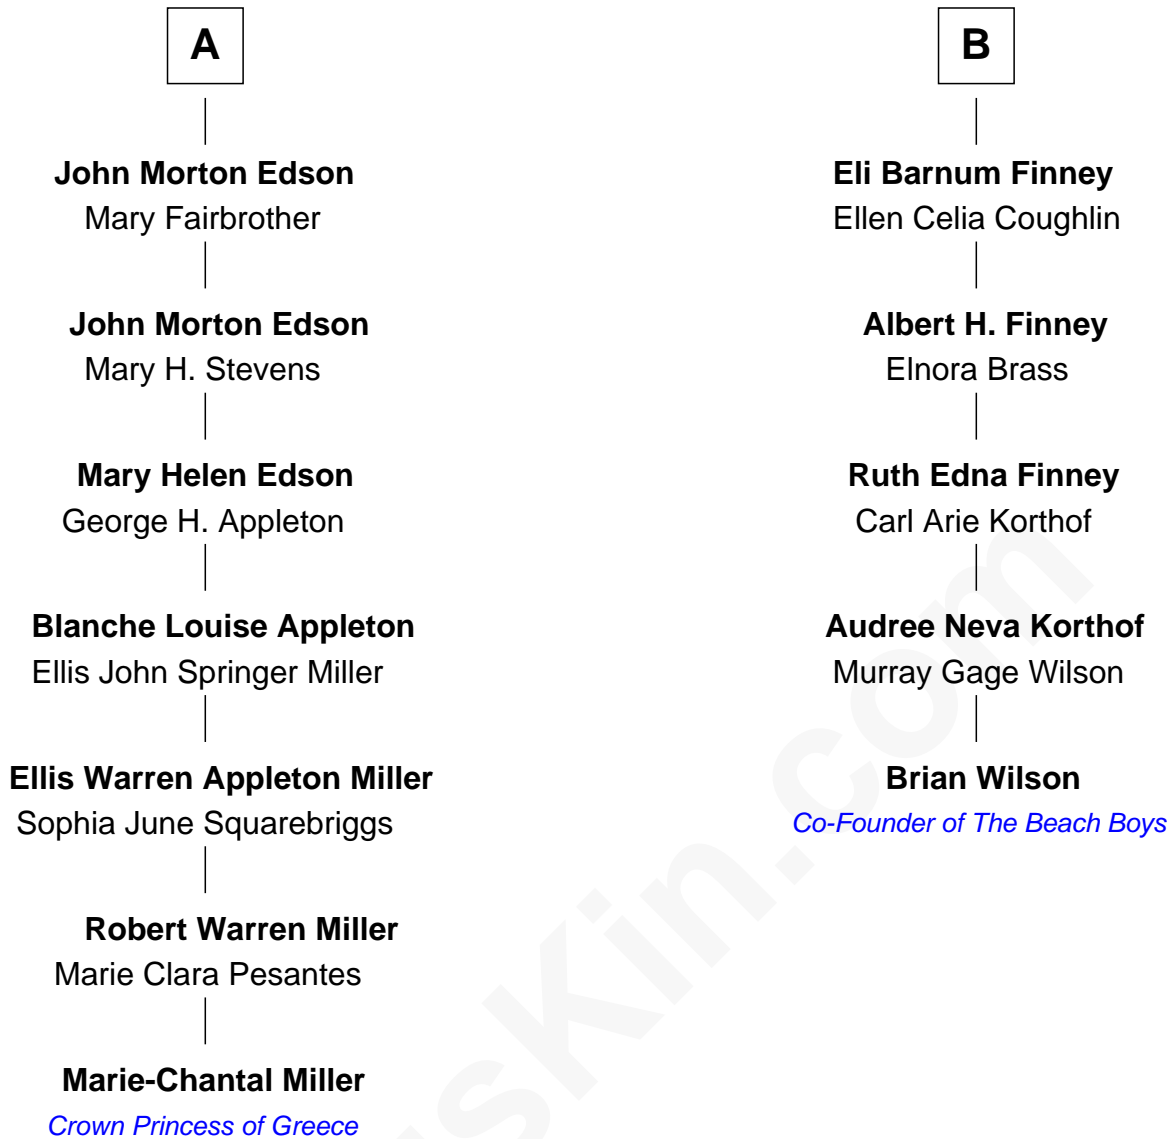 A
John Morton Edson
Mary Fairbrother
John Morton Edson
Mary H. Stevens
Mary Helen Edson
George H. Appleton
Blanche Louise Appleton
Ellis John Springer Miller
Ellis Warren Appleton Miller
Sophia June Squarebriggs
Robert Warren Miller
Marie Clara Pesantes
Marie-Chantal Miller
Crown Princess of Greece
B
Eli Barnum Finney
Ellen Celia Coughlin
Albert H. Finney
Elnora Brass
Ruth Edna Finney
Carl Arie Korthof
Audree Neva Korthof
Murray Gage Wilson
Brian Wilson
Co-Founder of The Beach Boys
sKin.com